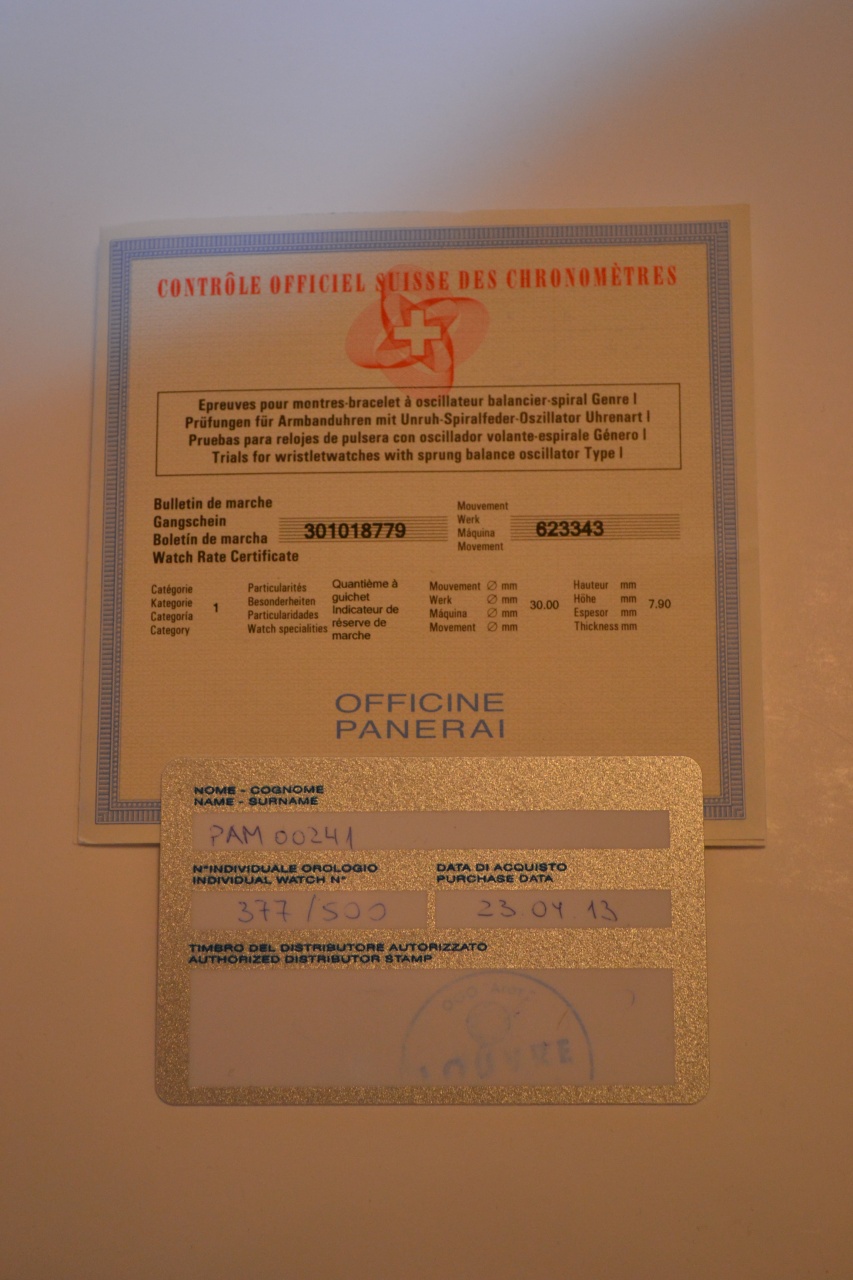 CONTRÔLE OFFICIEL SUISSE DES CHRONOMÈTRES
Epreuves pour montres-bracelet à oscillateur balancier-spiral Genre I
Prüfungen für Armbanduhren mit Unruh-Spiralfeder-Oszillator Uhrenart I
Pruebas para relojes de pulsera con oscillador volante-espirale Género I
Trials for wristletwatches with sprung balance oscillator Type I
Bulletin de marche
Gangschein
Boletín de marcha
Watch Rate Certificate
301018779
Mouvement
Werk
Máquina
Movement
623343
Catégorie
Kategorie
Categoría
Category
1
Particularités
Besonderheiten
Particularidades
Watch specialities
Quantième à
guichet
Indicateur de
réserve de
marche
Mouvement ∅ mm
Werk ∅ mm
Máquina ∅ mm
Movement ∅ mm
30.00
Hauteur mm
Höhe mm
Espesor mm
Thickness mm
7.90
OFFICINE
PANERAI
NOME - COGNOME
NAME - SURNAME
PAM 00241
N°INDIVIDUALE OROLOGIO
INDIVIDUAL WATCH N°
377/500
DATA DI ACQUISTO
PURCHASE DATA
23.04.13
TIMBRO DEL DISTRIBUTORE AUTORIZZATO
AUTHORIZED DISTRIBUTOR STAMP